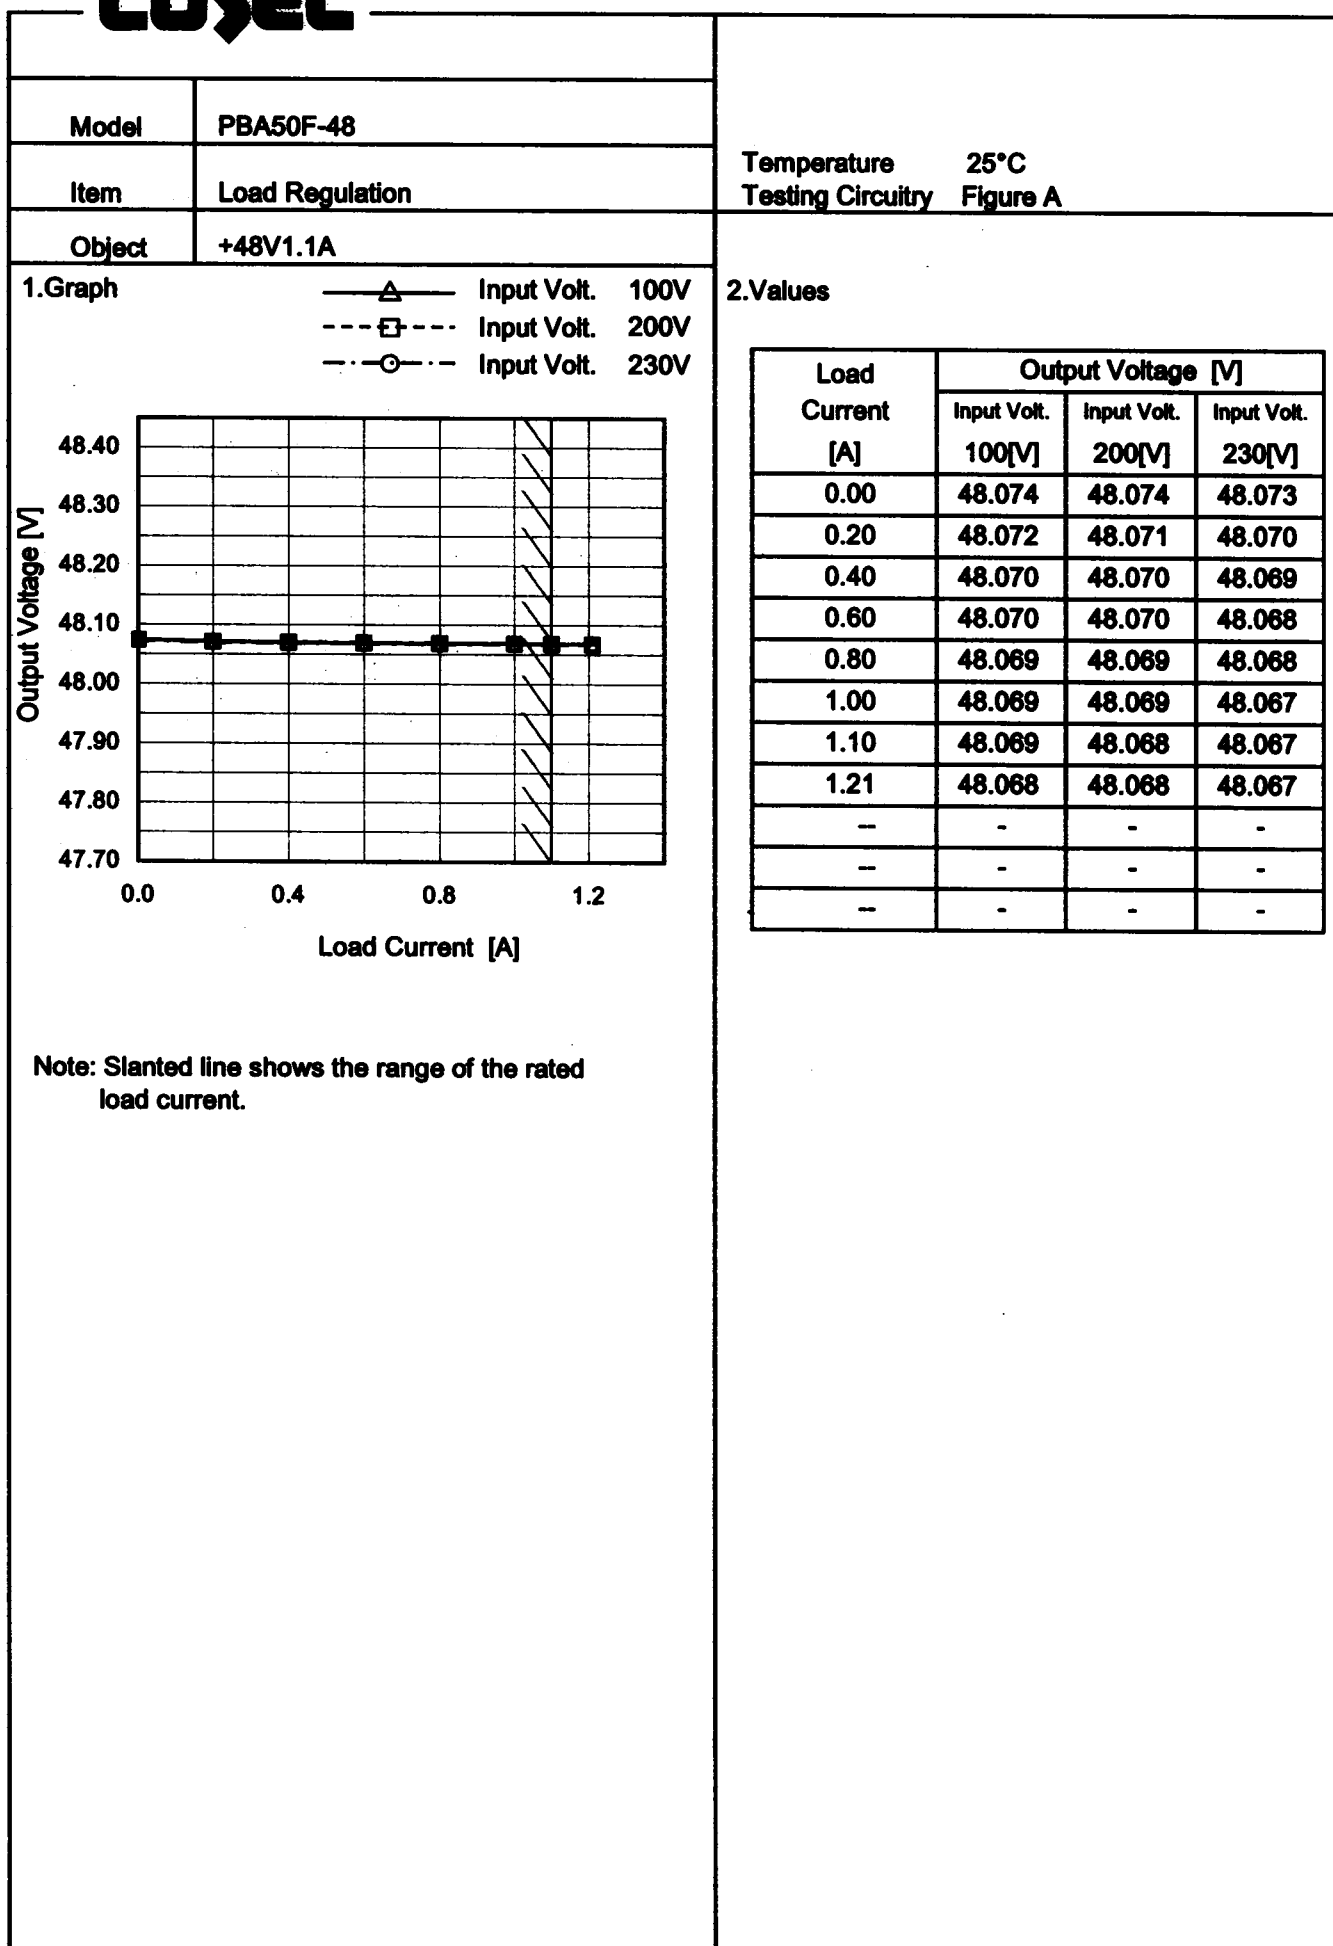 COSEL
Model PBA50F-48
Item Load Regulation
Object +48V1.1A
Temperature 25°C
Testing Circuitry Figure A
1.Graph
Input Volt. 100V
Input Volt. 200V
Input Volt. 230V
Output Voltage [V]
48.40
48.30
48.20
48.10
48.00
47.90
47.80
47.70
0.0 0.4 0.8 1.2
Load Current [A]
Note: Slanted line shows the range of the rated
load current.
2.Values
Load Output Voltage [V]
Current Input Volt. Input Volt. Input Volt.
[A] 100[V] 200[V] 230[V]
0.00 48.074 48.074 48.073
0.20 48.072 48.071 48.070
0.40 48.070 48.070 48.069
0.60 48.070 48.070 48.068
0.80 48.069 48.069 48.068
1.00 48.069 48.069 48.067
1.10 48.069 48.068 48.067
1.21 48.068 48.068 48.067
-- - - -
-- - - -
-- - - -